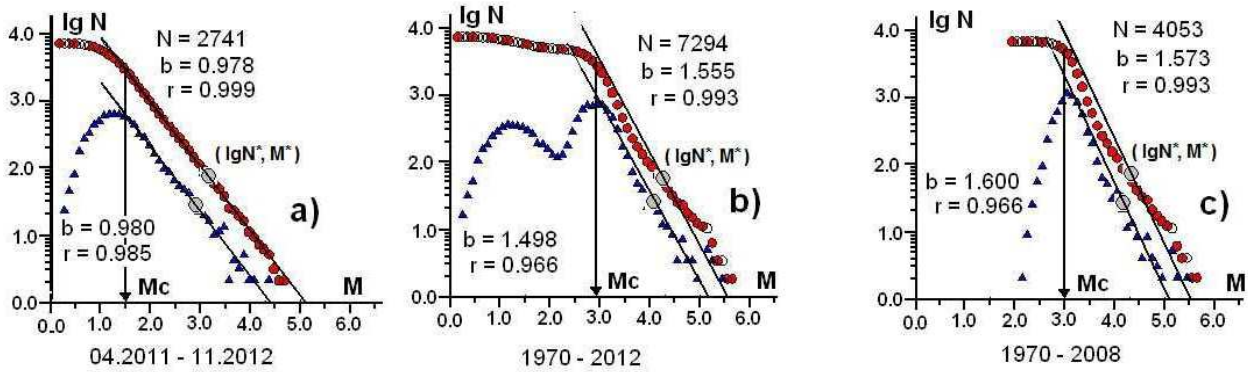 lg N
4.0
3.0
2.0
1.0
0.0
N = 2741
b = 0.978
r = 0.999
(lgN*, M*)
a)
b = 0.980
r = 0.985
Mc
M
0.0 1.0 2.0 3.0 4.0 5.0 6.0
04.2011 - 11.2012
lg N
4.0
3.0
2.0
1.0
0.0
N = 7294
b = 1.555
r = 0.993
(lgN*, M*)
b)
b = 1.498
r = 0.966
Mc
M
0.0 1.0 2.0 3.0 4.0 5.0 6.0
1970 - 2012
lg N
4.0
3.0
2.0
1.0
0.0
N = 4053
b = 1.573
r = 0.993
(lgN*, M*)
b = 1.600
r = 0.966
c)
Mc
M
0.0 1.0 2.0 3.0 4.0 5.0 6.0
1970 - 2008